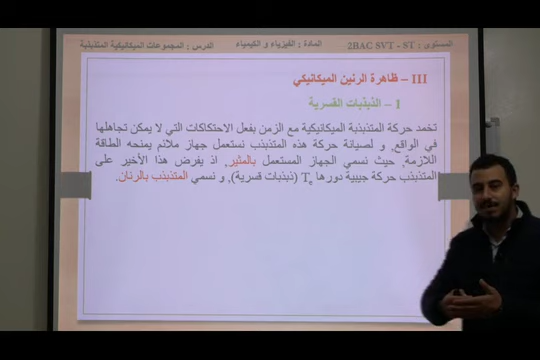 المستوى : 2BAC SVT - ST
المادة : الفيزياء و الكيمياء
الدرس : المجموعات الميكانيكية المتذبذبة
III – ظاهرة الرنين الميكانيكي
1 – الذبذبات القسرية
تخمد حركة المتذبذبة الميكانيكية مع الزمن بفعل الاحتكاكات التي لا يمكن تجاهلها
في الواقع, و لصيانة حركة هذه المتذبذب نستعمل جهاز ملائم يمنحه الطاقة
اللازمة, حيث نسمي الجهاز المستعمل بالمثير, اذ يفرض هذا الأخير على
المتذبذب حركة جيبية دورها Te (ذبذبات قسرية), و نسمي المتذبذب بالرنان.